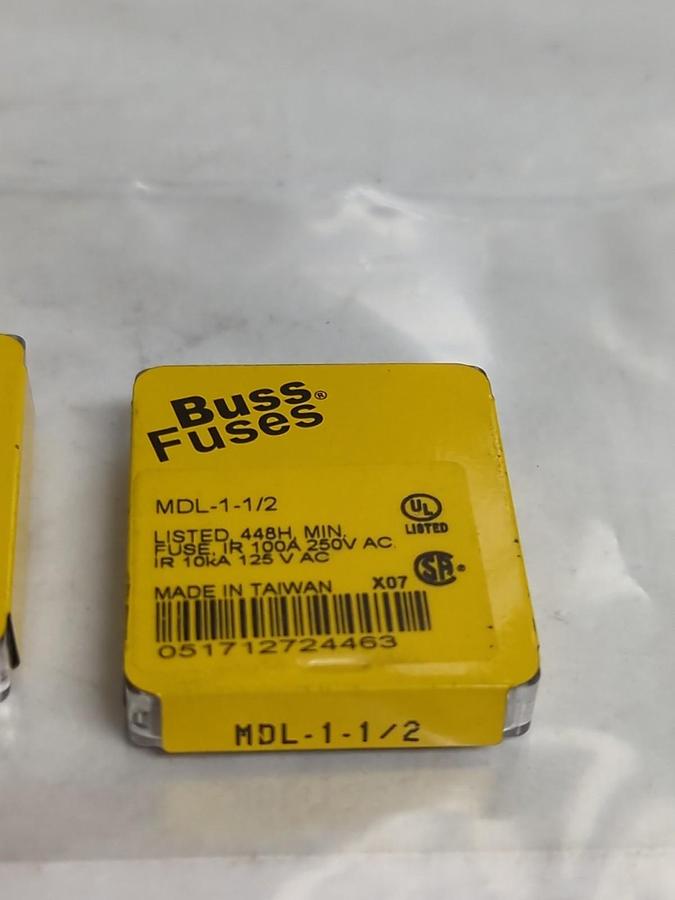 Buss®
Fuses
MDL-1-1/2
UL
LISTED
LISTED, 448H, MIN.
FUSE, IR 100A, 250V AC.
IR 10kA 125 V AC
SA®
MADE IN TAIWAN X07
051712724463
MDL-1-1/2